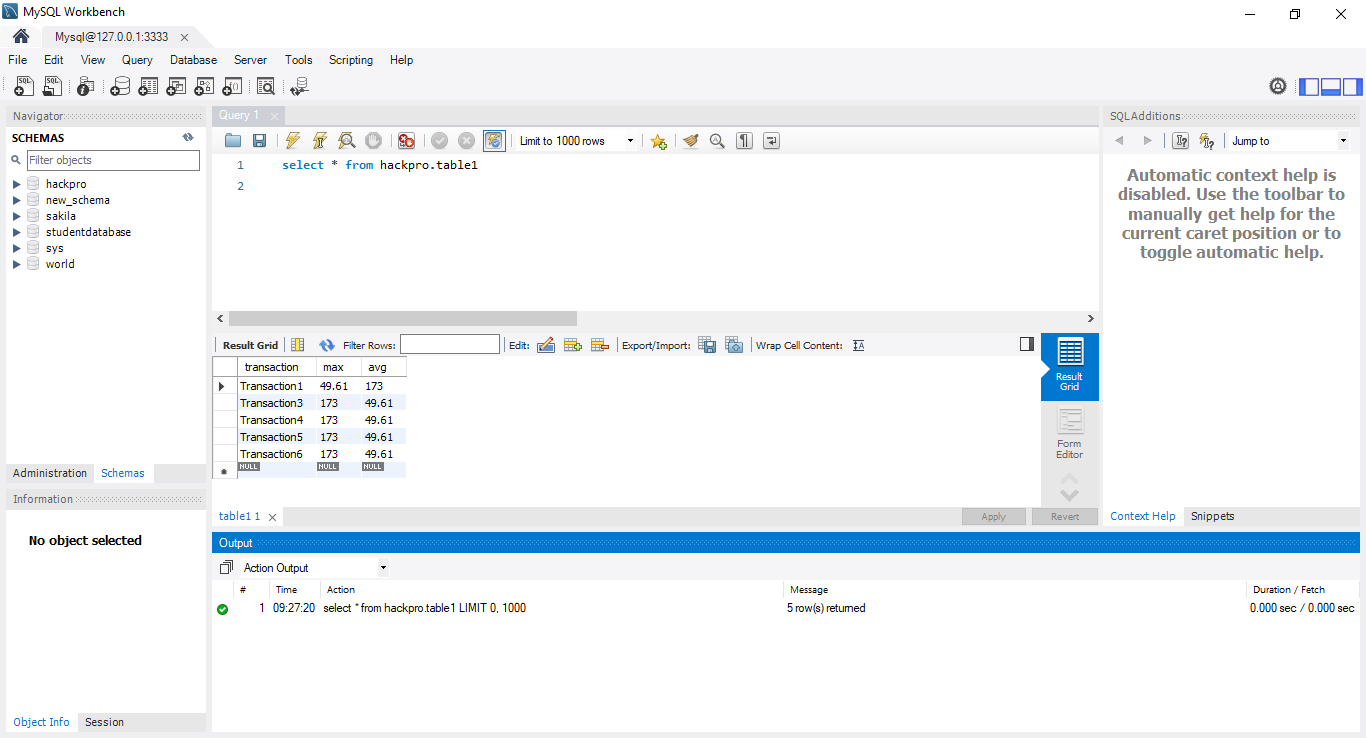 MySQL Workbench
Mysql@127.0.0.1:3333
File Edit View Query Database Server Tools Scripting Help
Navigator
SCHEMAS
Filter objects
hackpro
new_schema
sakila
studentdatabase
sys
world
Administration Schemas
Information
No object selected
Object Info Session
Query 1
Limit to 1000 rows
1 select * from hackpro.table1
2
Result Grid Filter Rows: Edit: Export/Import: Wrap Cell Content:
transaction max avg
Transaction1 49.61 173
Transaction3 173 49.61
Transaction4 173 49.61
Transaction5 173 49.61
Transaction6 173 49.61
NULL NULL NULL
Result
Grid
Form
Editor
table1 1
Apply Revert
SQLAdditions
Jump to
Automatic context help is
disabled. Use the toolbar to
manually get help for the
current caret position or to
toggle automatic help.
Context Help Snippets
Output
Action Output
# Time Action Message Duration / Fetch
1 09:27:20 select * from hackpro.table1 LIMIT 0, 1000 5 row(s) returned 0.000 sec / 0.000 sec